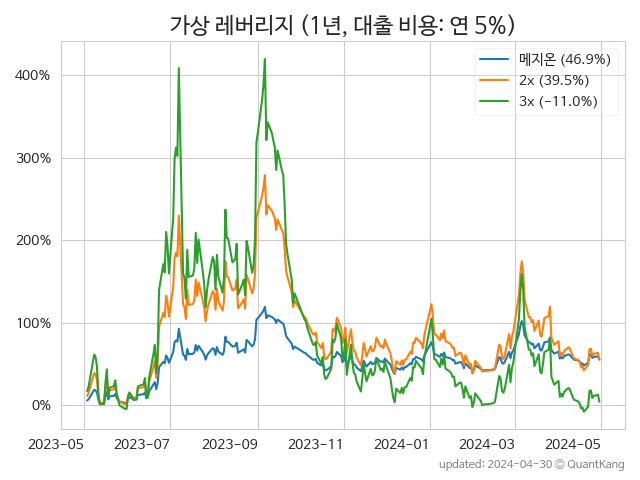 가상 레버리지 (1년, 대출 비용: 연 5%)
메지온 (46.9%)
2x (39.5%)
3x (-11.0%)
400%
300%
200%
100%
0%
2023-05 2023-07 2023-09 2023-11 2024-01 2024-03 2024-05
updated: 2024-04-30 © QuantKang